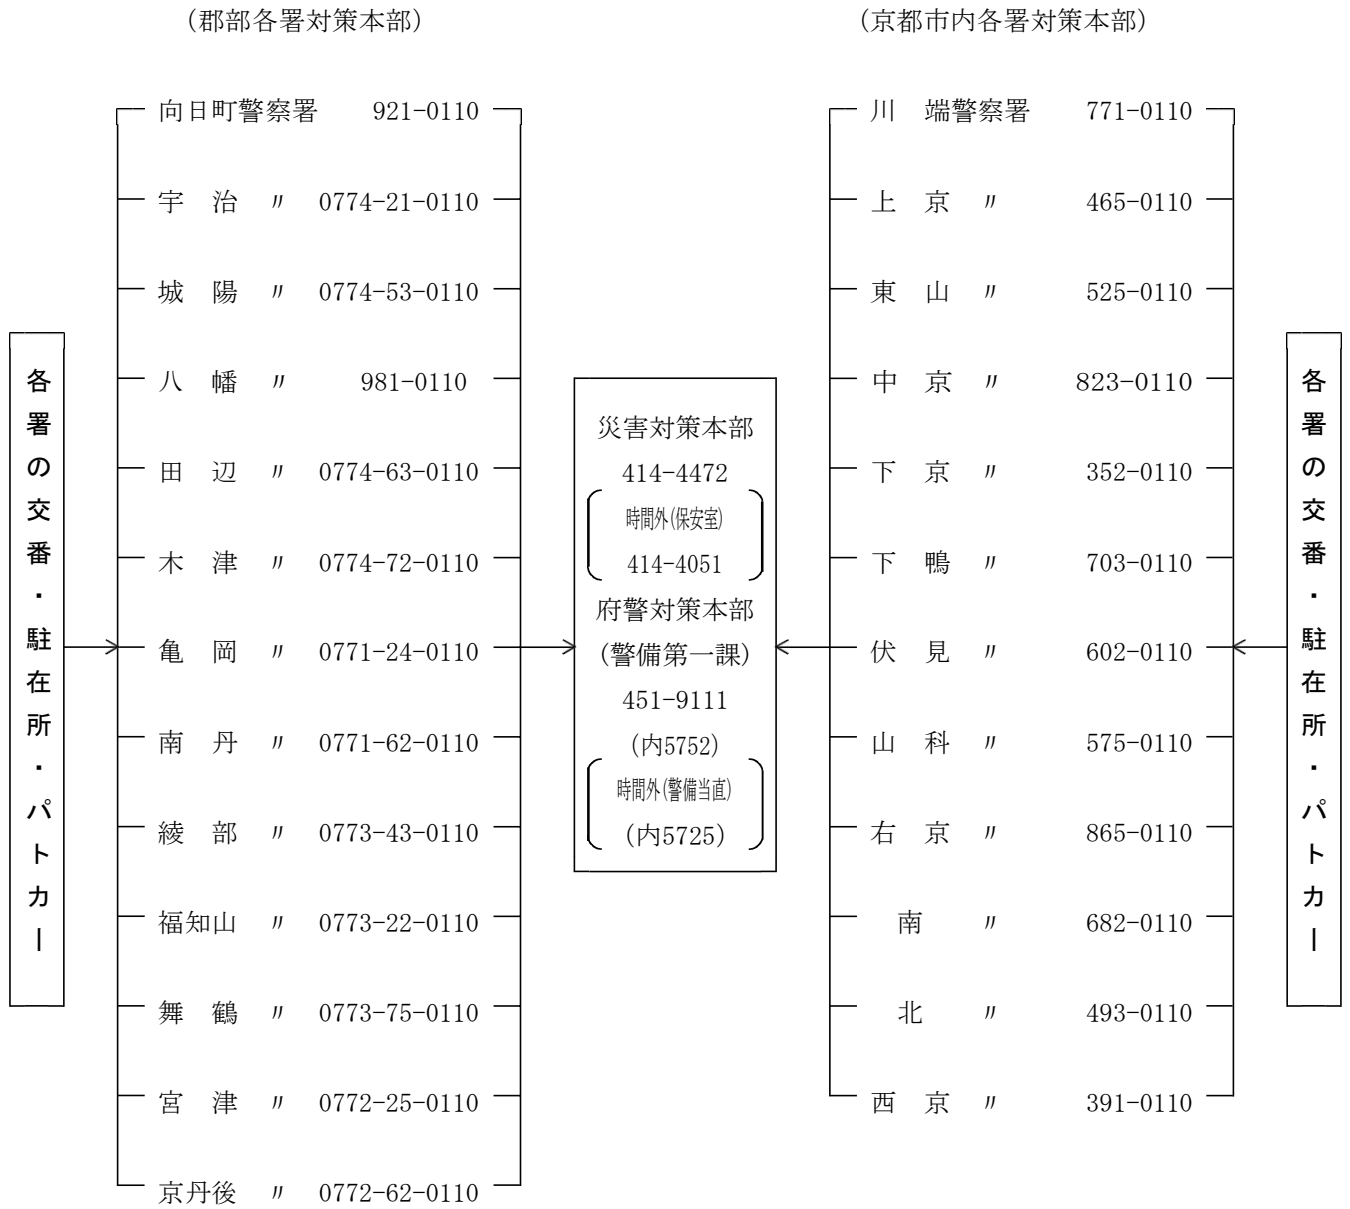 (郡部各署対策本部)
(京都市内各署対策本部)
各署の交番・駐在所・パトカー
向日町警察署 921-0110
宇治 〃 0774-21-0110
城陽 〃 0774-53-0110
八幡 〃 981-0110
田辺 〃 0774-63-0110
木津 〃 0774-72-0110
亀岡 〃 0771-24-0110
南丹 〃 0771-62-0110
綾部 〃 0773-43-0110
福知山 〃 0773-22-0110
舞鶴 〃 0773-75-0110
宮津 〃 0772-25-0110
京丹後 〃 0772-62-0110
災害対策本部
414-4472
時間外(保安室)
414-4051
府警対策本部
(警備第一課)
451-9111
(内5752)
時間外(警備当直)
(内5725)
川端警察署 771-0110
上京 〃 465-0110
東山 〃 525-0110
中京 〃 823-0110
下京 〃 352-0110
下鴨 〃 703-0110
伏見 〃 602-0110
山科 〃 575-0110
右京 〃 865-0110
南 〃 682-0110
北 〃 493-0110
西京 〃 391-0110
各署の交番・駐在所・パトカー